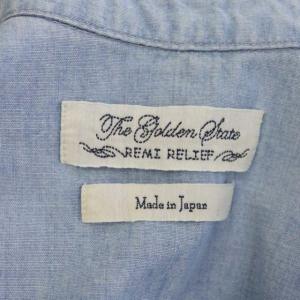 The Golden State
REMI RELIEF
Made in Japan